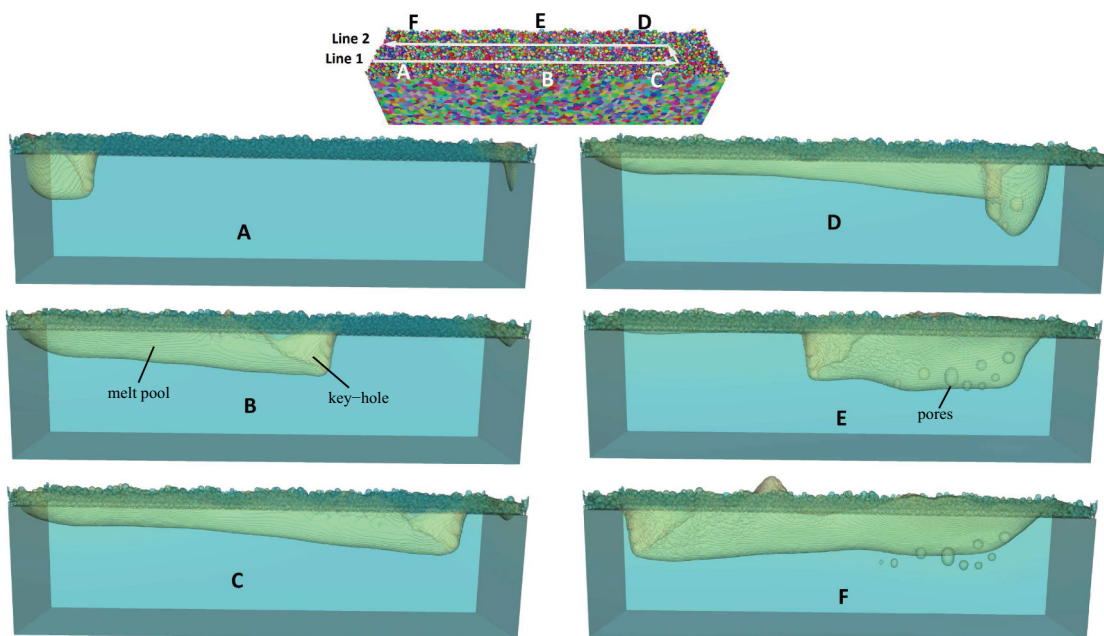 F E D
Line 2
Line 1
A B C
A
D
melt pool
key–hole
B
pores
E
C
F